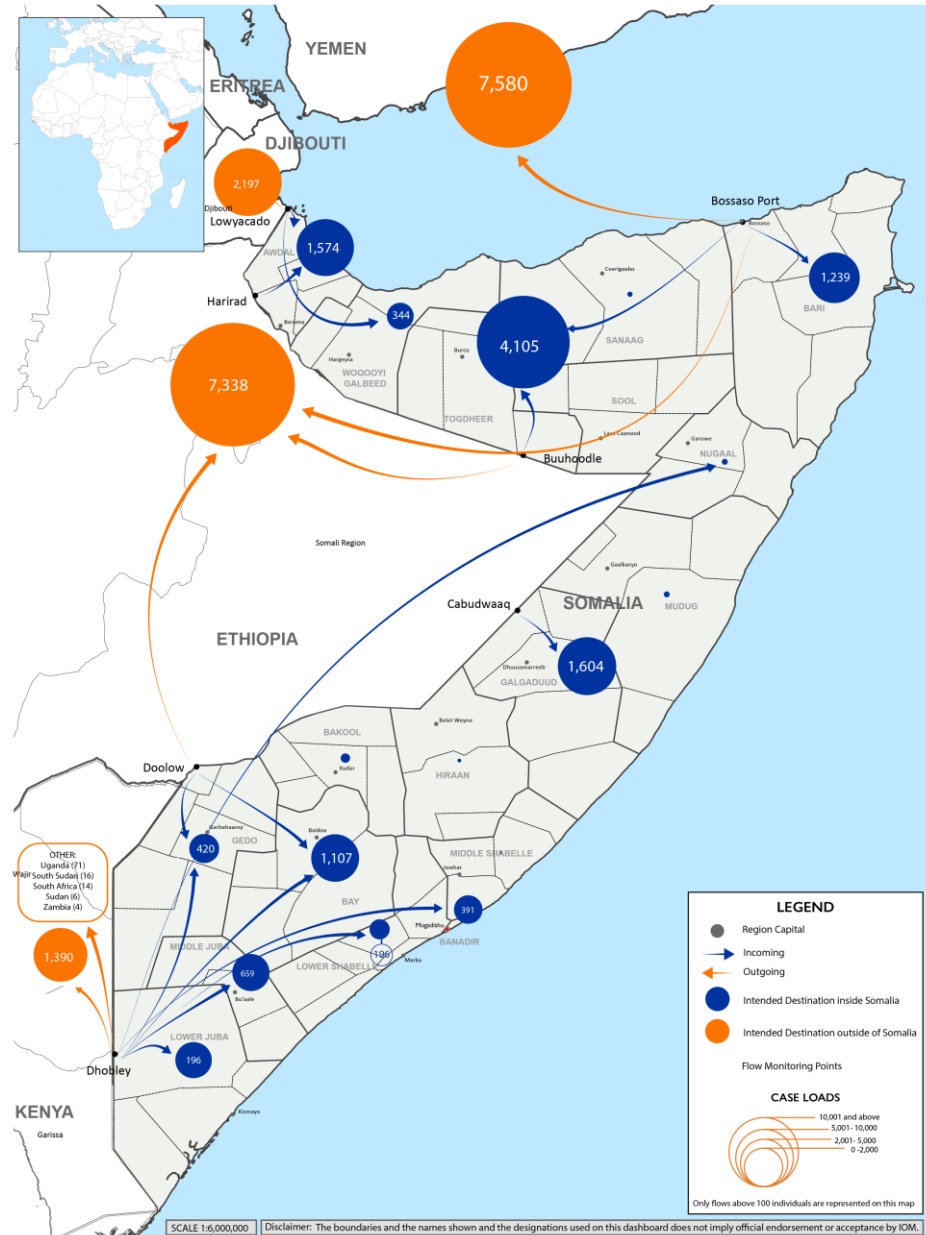 YEMEN
7,580
ERITREA
DJIBOUTI
2,197
Djibouti
Lowyacado
Bossaso Port
Bossaso
AWDAL
1,574
Ceerigaabo
1,239
BARI
Harirad
344
Borama
4,105
SANAAG
Hargeysa
Burco
WOQOOYI
GALBEED
7,338
SOOL
TOGDHEER
Laas Caanood
Garowe
NUGAAL
Buuhoodle
Somali Region
Gaalkacyo
Cabudwaaq
SOMALIA
MUDUG
ETHIOPIA
Dhuusamarreeb
1,604
GALGADUUD
Belet Weyne
BAKOOL
Doolow
Xudur
HIRAAN
Garbahaarey
Baidoa
420
GEDO
1,107
MIDDLE SHABELLE
OTHER:
Uganda (71)
Wajir
South Sudan (16)
South Africa (14)
Sudan (6)
Zambia (4)
Jowhar
BAY
391
Mogadishu
BANADIR
1,390
MIDDLE JUBA
196
Marka
LOWER SHABELLE
659
Bu'aale
LOWER JUBA
Dhobley
196
KENYA
Kismayo
Garissa
LEGEND
Region Capital
Incoming
Outgoing
Intended Destination inside Somalia
Intended Destination outside of Somalia
Flow Monitoring Points
CASE LOADS
10,001 and above
5,001- 10,000
2,001- 5,000
0 -2,000
Only flows above 100 individuals are represented on this map
SCALE 1:6,000,000
Disclaimer: The boundaries and the names shown and the designations used on this dashboard does not imply official endorsement or acceptance by IOM.